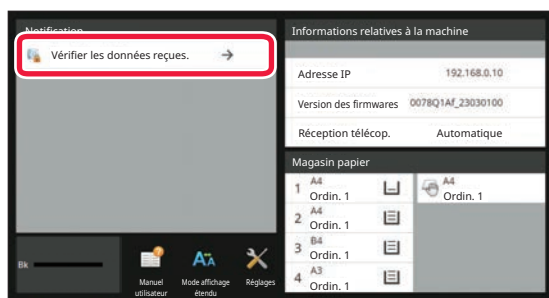 Notification
Vérifier les données reçues.
Bk
Manuel
utilisateur
Mode affichage
étendu
Réglages
Informations relatives à la machine
Adresse IP 192.168.0.10
Version des firmwares 0078Q1Af_23030100
Réception télécop. Automatique
Magasin papier
1 A4
Ordin. 1
A4
Ordin. 1
2 A4
Ordin. 1
3 B4
Ordin. 1
4 A3
Ordin. 1